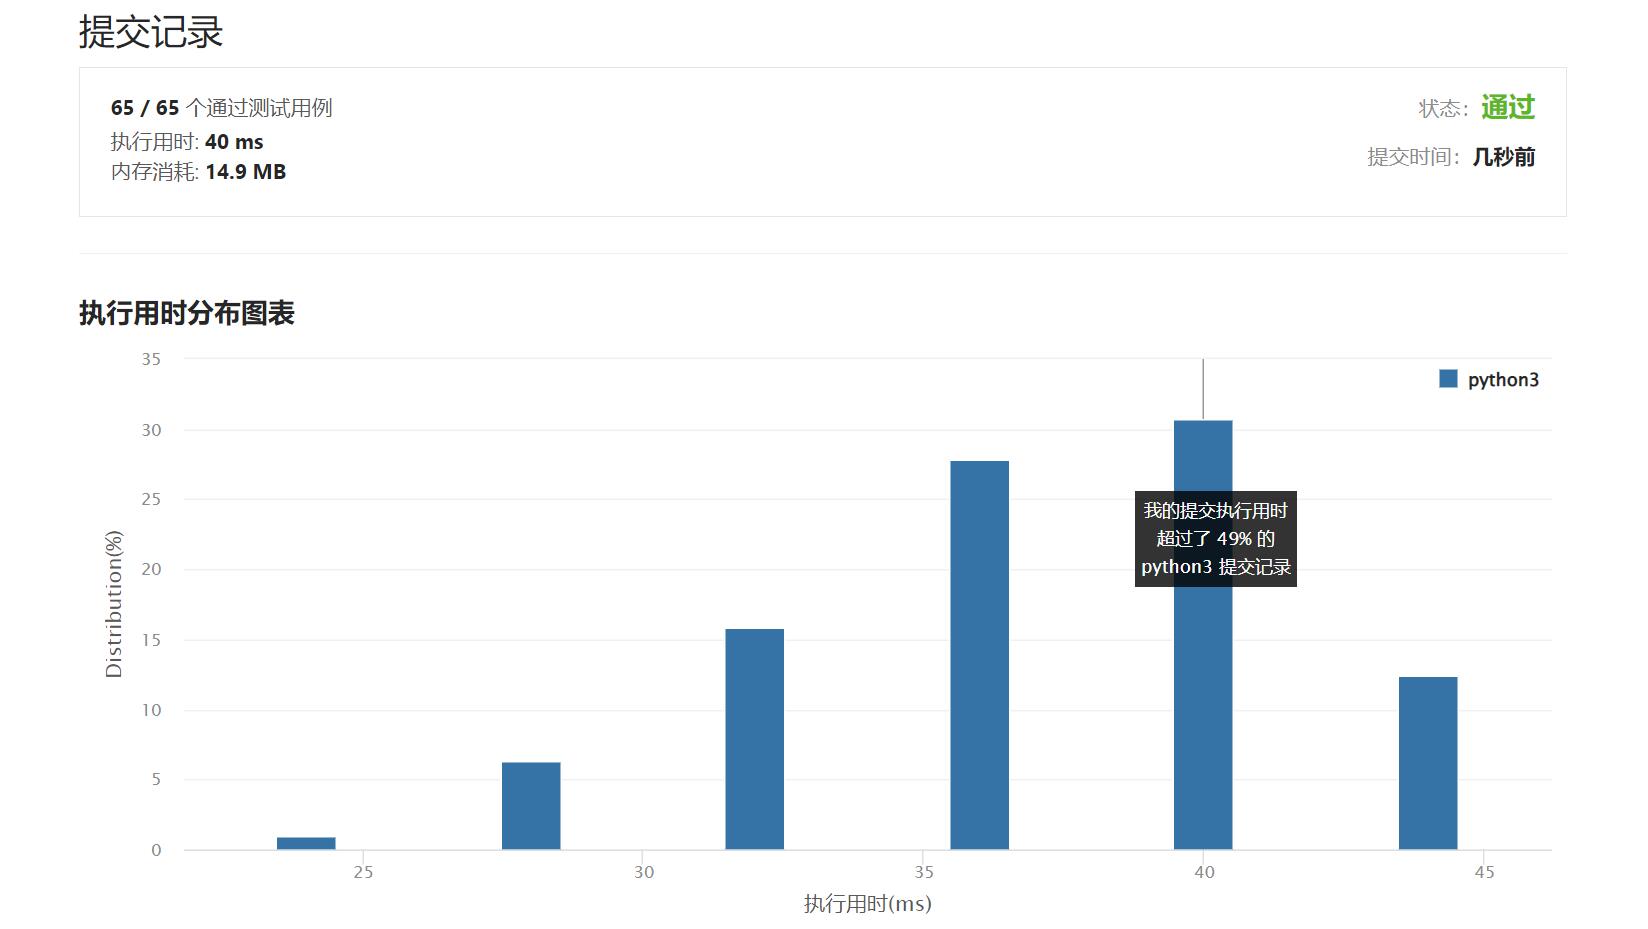 提交记录
65 / 65 个通过测试用例
状态：通过
执行用时: 40 ms
内存消耗: 14.9 MB
提交时间：几秒前
执行用时分布图表
35
30
25
20
15
10
5
0
Distribution(%)
python3
我的提交执行用时
超过了 49% 的
python3 提交记录
25
30
35
40
45
执行用时(ms)